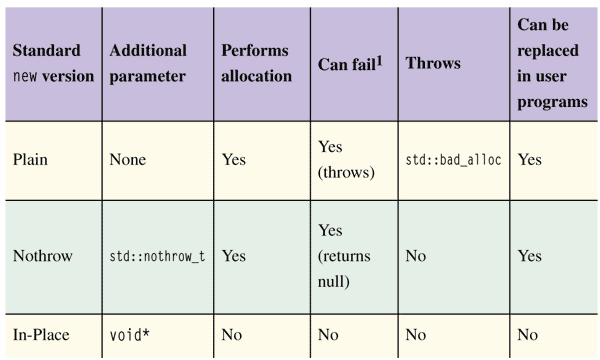 Standard new version
Additional parameter
Performs allocation
Can fail1
Throws
Can be replaced in user programs
Plain
None
Yes
Yes (throws)
std::bad_alloc
Yes
Nothrow
std::nothrow_t
Yes
Yes (returns null)
No
Yes
In-Place
void*
No
No
No
No